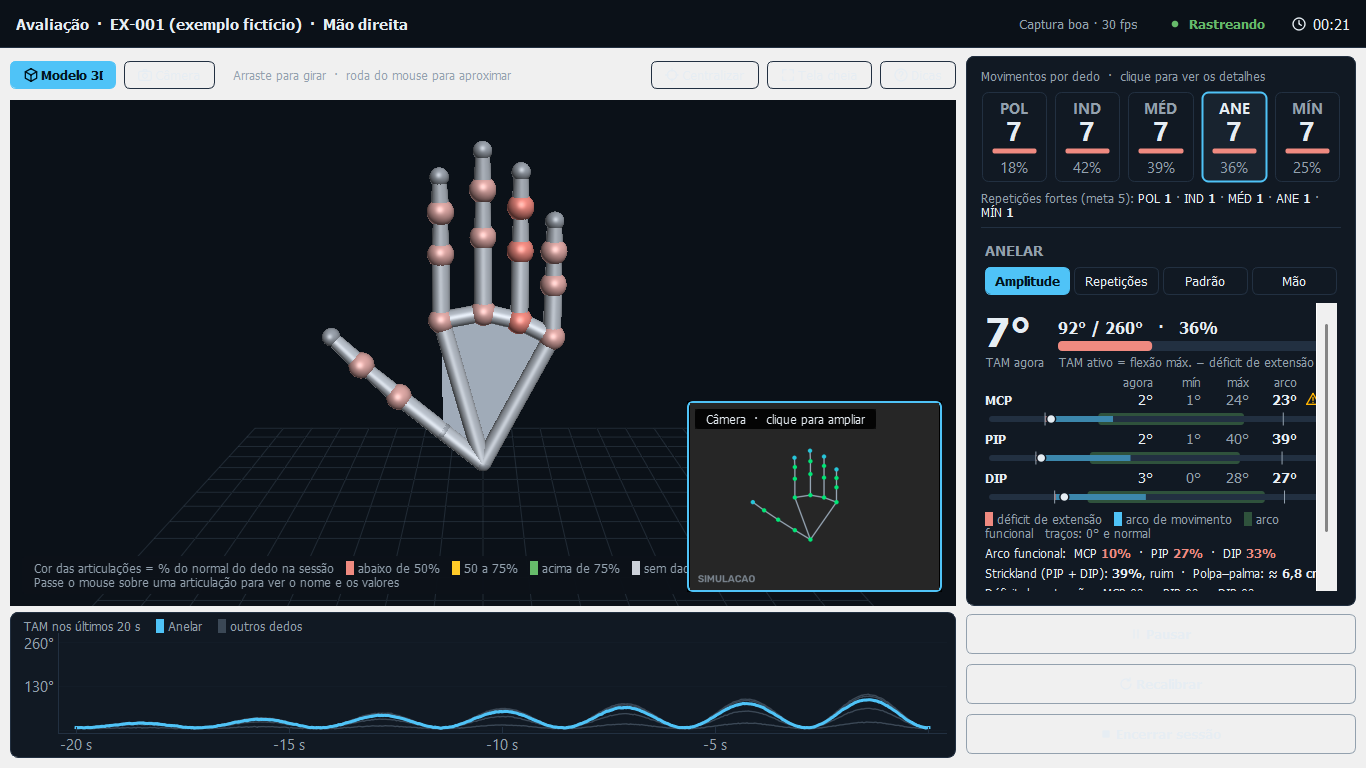 Avaliação · EX-001 (exemplo fictício) · Mão direita
Captura boa · 30 fps
Rastreando
00:21
Modelo 3I
Arraste para girar · roda do mouse para aproximar
Movimentos por dedo · clique para ver os detalhes
POL IND MÉD ANE MÍN
7 7 7 7 7
18% 42% 39% 36% 25%
Repetições fortes (meta 5): POL 1 · IND 1 · MÉD 1 · ANE 1 ·
MÍN 1
ANELAR
Amplitude Repetições Padrão Mão
7° 92° / 260° · 36%
TAM agora TAM ativo = flexão máx. − déficit de extensão
agora mín máx arco
MCP 2° 1° 24° 23°
PIP 2° 1° 40° 39°
DIP 3° 0° 28° 27°
déficit de extensão arco de movimento arco
funcional traços: 0° e normal
Arco funcional: MCP 10% · PIP 27% · DIP 33%
Strickland (PIP + DIP): 39%, ruim · Polpa–palma: ≈ 6,8 cm
Câmera · clique para ampliar
SIMULACAO
Cor das articulações = % do normal do dedo na sessão abaixo de 50% 50 a 75% acima de 75% sem dad
Passe o mouse sobre uma articulação para ver o nome e os valores
TAM nos últimos 20 s Anelar outros dedos
260°
130°
-20 s -15 s -10 s -5 s